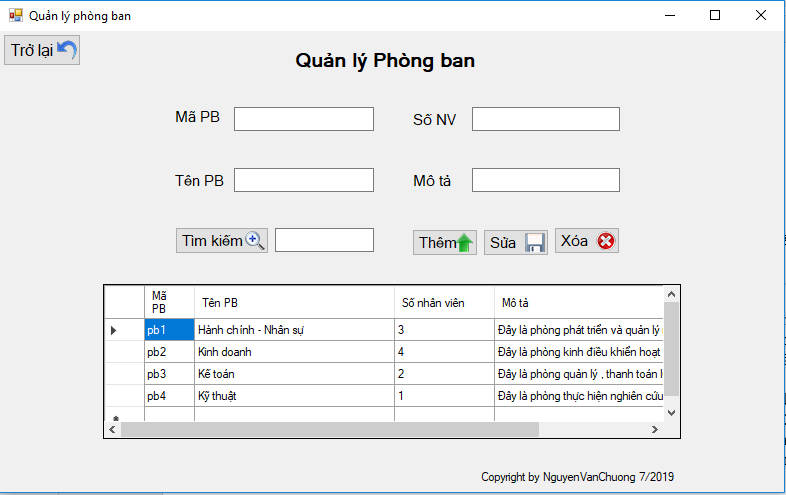 Quản lý phòng ban
Trở lại
Quản lý Phòng ban
Mã PB
Số NV
Tên PB
Mô tả
Tìm kiếm
Thêm
Sửa
Xóa
Mã PB Tên PB Số nhân viên Mô tả
pb1 Hành chính - Nhân sự 3 Đây là phòng phát triển và quản lý
pb2 Kinh doanh 4 Đây là phòng kinh điều khiển hoạt
pb3 Kế toán 2 Đây là phòng quản lý , thanh toán
pb4 Kỹ thuật 1 Đây là phòng thực hiện nghiên cứu
Copyright by NguyenVanChuong 7/2019